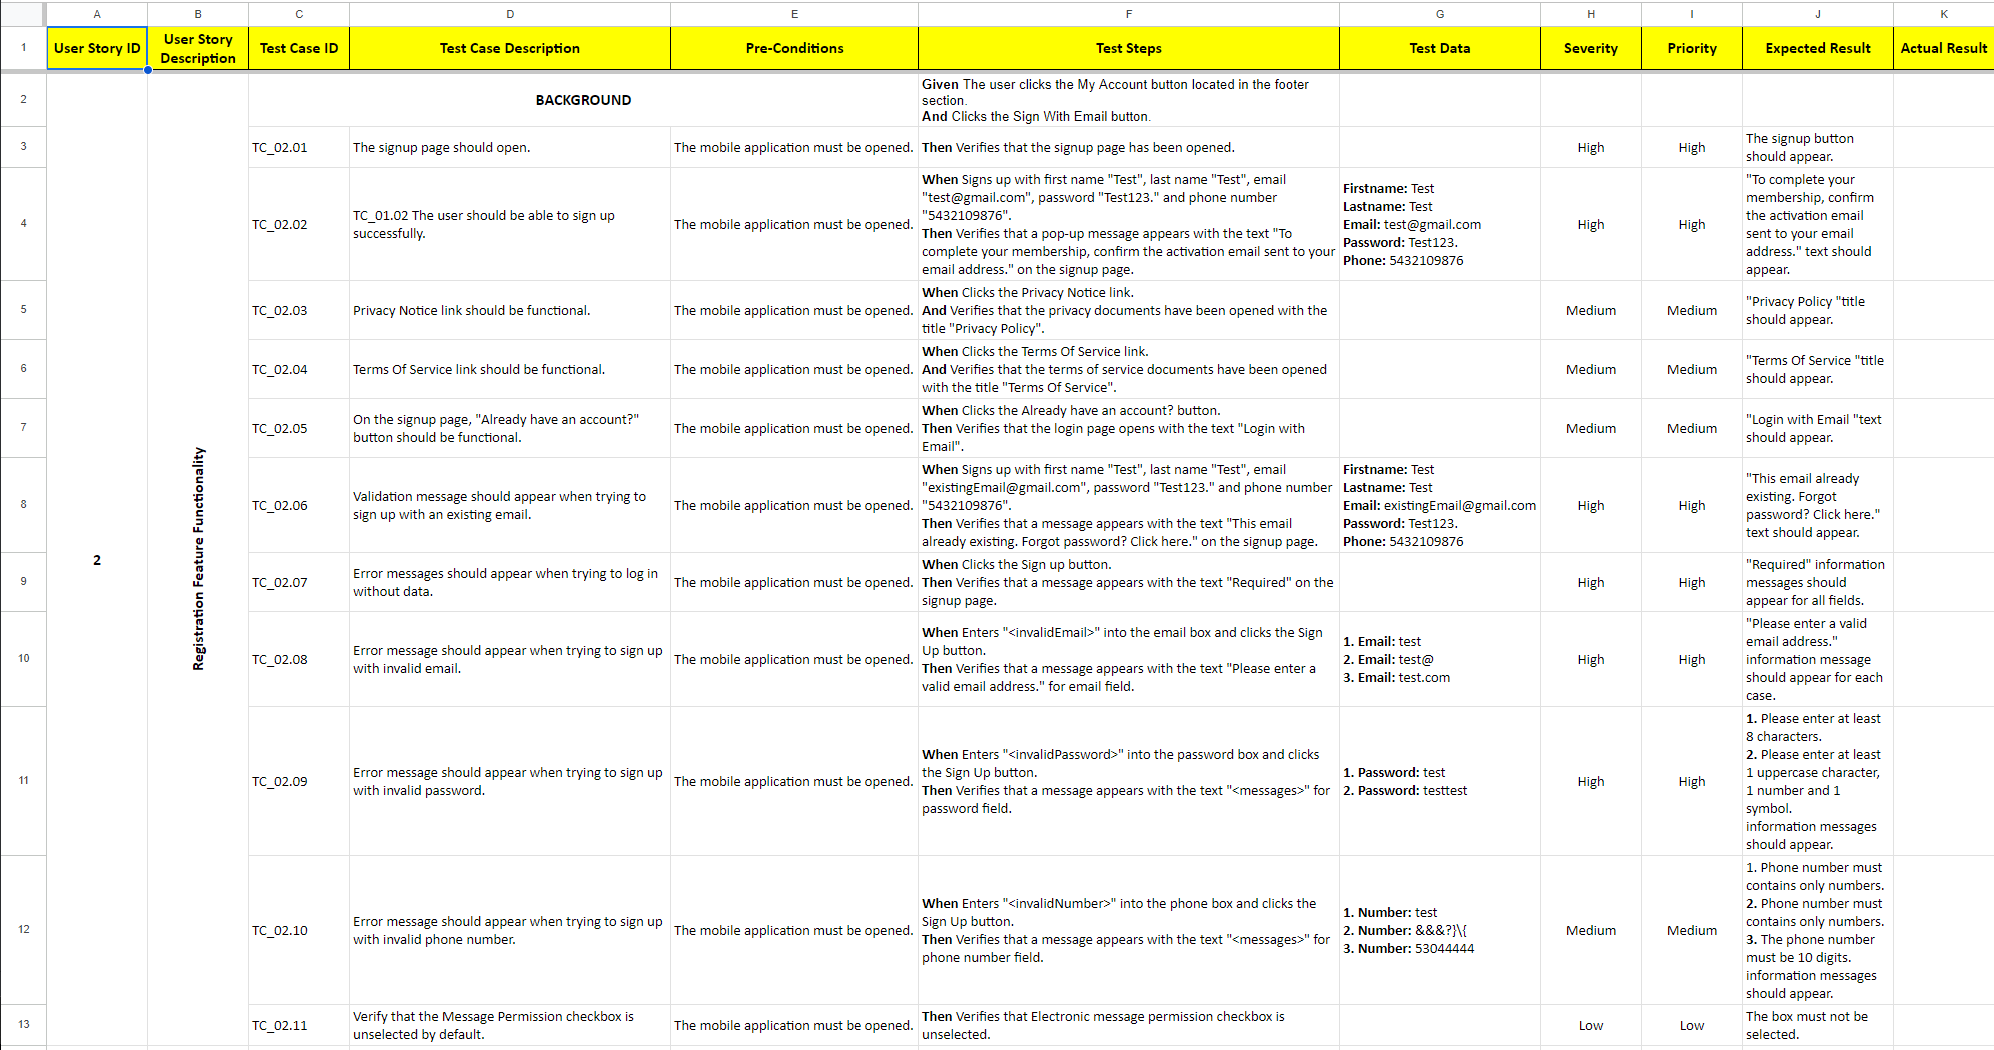 A B C D E F G H I J K
1 User Story ID User Story Description Test Case ID Test Case Description Pre-Conditions Test Steps Test Data Severity Priority Expected Result Actual Result
2
Registration Feature Functionality
2
BACKGROUND
Given The user clicks the My Account button located in the footer
section.
And Clicks the Sign With Email button.
3
TC_02.01
The signup page should open.
The mobile application must be opened.
Then Verifies that the signup page has been opened.
High
High
The signup button
should appear.
4
TC_02.02
TC_01.02 The user should be able to sign up
successfully.
The mobile application must be opened.
When Signs up with first name "Test", last name "Test", email
"test@gmail.com", password "Test123." and phone number
"5432109876".
Then Verifies that a pop-up message appears with the text "To
complete your membership, confirm the activation email sent to your
email address." on the signup page.
Firstname: Test
Lastname: Test
Email: test@gmail.com
Password: Test123.
Phone: 5432109876
High
High
"To complete your
membership, confirm
the activation email
sent to your email
address." text should
appear.
5
TC_02.03
Privacy Notice link should be functional.
The mobile application must be opened.
When Clicks the Privacy Notice link.
And Verifies that the privacy documents have been opened with the
title "Privacy Policy".
Medium
Medium
"Privacy Policy "title
should appear.
6
TC_02.04
Terms Of Service link should be functional.
The mobile application must be opened.
When Clicks the Terms Of Service link.
And Verifies that the terms of service documents have been opened
with the title "Terms Of Service".
Medium
Medium
"Terms Of Service "title
should appear.
7
TC_02.05
On the signup page, "Already have an account?"
button should be functional.
The mobile application must be opened.
When Clicks the Already have an account? button.
Then Verifies that the login page opens with the text "Login with
Email".
Medium
Medium
"Login with Email "text
should appear.
8
TC_02.06
Validation message should appear when trying to
sign up with an existing email.
The mobile application must be opened.
When Signs up with first name "Test", last name "Test", email
"existingEmail@gmail.com", password "Test123." and phone number
"5432109876".
Then Verifies that a message appears with the text "This email
already existing. Forgot password? Click here." on the signup page.
Firstname: Test
Lastname: Test
Email: existingEmail@gmail.com
Password: Test123.
Phone: 5432109876
High
High
"This email already
existing. Forgot
password? Click here."
text should appear.
9
TC_02.07
Error messages should appear when trying to log in
without data.
The mobile application must be opened.
When Clicks the Sign up button.
Then Verifies that a message appears with the text "Required" on the
signup page.
High
High
"Required" information
messages should
appear for all fields.
10
TC_02.08
Error message should appear when trying to sign up
with invalid email.
The mobile application must be opened.
When Enters "<invalidEmail>" into the email box and clicks the Sign
Up button.
Then Verifies that a message appears with the text "Please enter a
valid email address." for email field.
1. Email: test
2. Email: test@
3. Email: test.com
High
High
"Please enter a valid
email address."
information message
should appear for each
case.
11
TC_02.09
Error message should appear when trying to sign up
with invalid password.
The mobile application must be opened.
When Enters "<invalidPassword>" into the password box and clicks
the Sign Up button.
Then Verifies that a message appears with the text "<messages>" for
password field.
1. Password: test
2. Password: testtest
High
High
1. Please enter at least
8 characters.
2. Please enter at least
1 uppercase character,
1 number and 1
symbol.
information messages
should appear.
12
TC_02.10
Error message should appear when trying to sign up
with invalid phone number.
The mobile application must be opened.
When Enters "<invalidNumber>" into the phone box and clicks the
Sign Up button.
Then Verifies that a message appears with the text "<messages>" for
phone number field.
1. Number: test
2. Number: &&&?}\{
3. Number: 53044444
Medium
Medium
1. Phone number must
contains only numbers.
2. Phone number must
contains only numbers.
3. The phone number
must be 10 digits.
information messages
should appear.
13
TC_02.11
Verify that the Message Permission checkbox is
unselected by default.
The mobile application must be opened.
Then Verifies that Electronic message permission checkbox is
unselected.
Low
Low
The box must not be
selected.